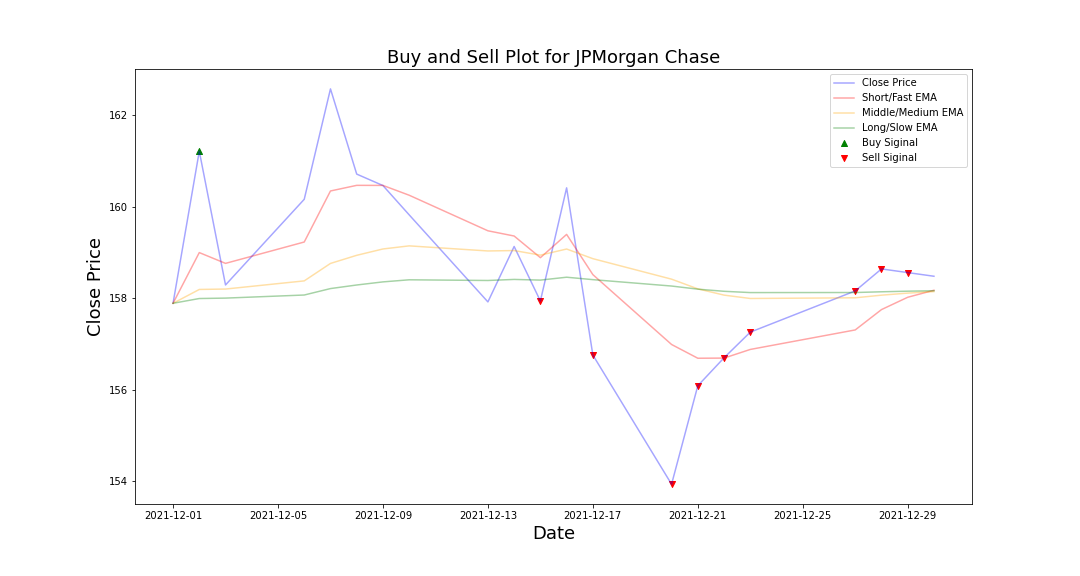 Buy and Sell Plot for JPMorgan Chase
Close Price
Short/Fast EMA
Middle/Medium EMA
Long/Slow EMA
Buy Siginal
Sell Siginal
162
160
158
156
154
Close Price
2021-12-01
2021-12-05
2021-12-09
2021-12-13
2021-12-17
2021-12-21
2021-12-25
2021-12-29
Date